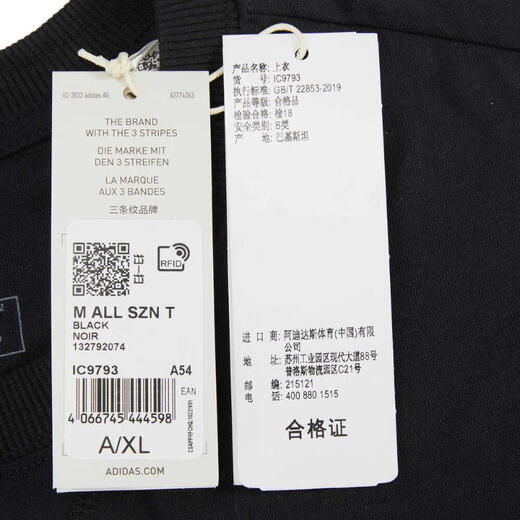 © 2022 adidas AG 62774263
THE BRAND
WITH THE 3 STRIPES
DIE MARKE MIT
DEN 3 STREIFEN
LA MARQUE
AUX 3 BANDES
三条纹品牌
RFID
M ALL SZN T
BLACK
NOIR
132792074
IC9793 A54
EAN
4 066745 444598
A/XL
ADIDAS.COM
产品名称: 上衣
货 号: IC9793
执行标准: GB/T 22853-2019
产品等级: 合格品
检验合格: 检18
安全类别: B类
产 地: 巴基斯坦
进 口 商: 阿迪达斯体育(中国)有限
公司
地 址: 苏州工业园区现代大道88号
普洛斯物流园区C21号
邮 编: 215121
电 话: 400 880 1515
合格证